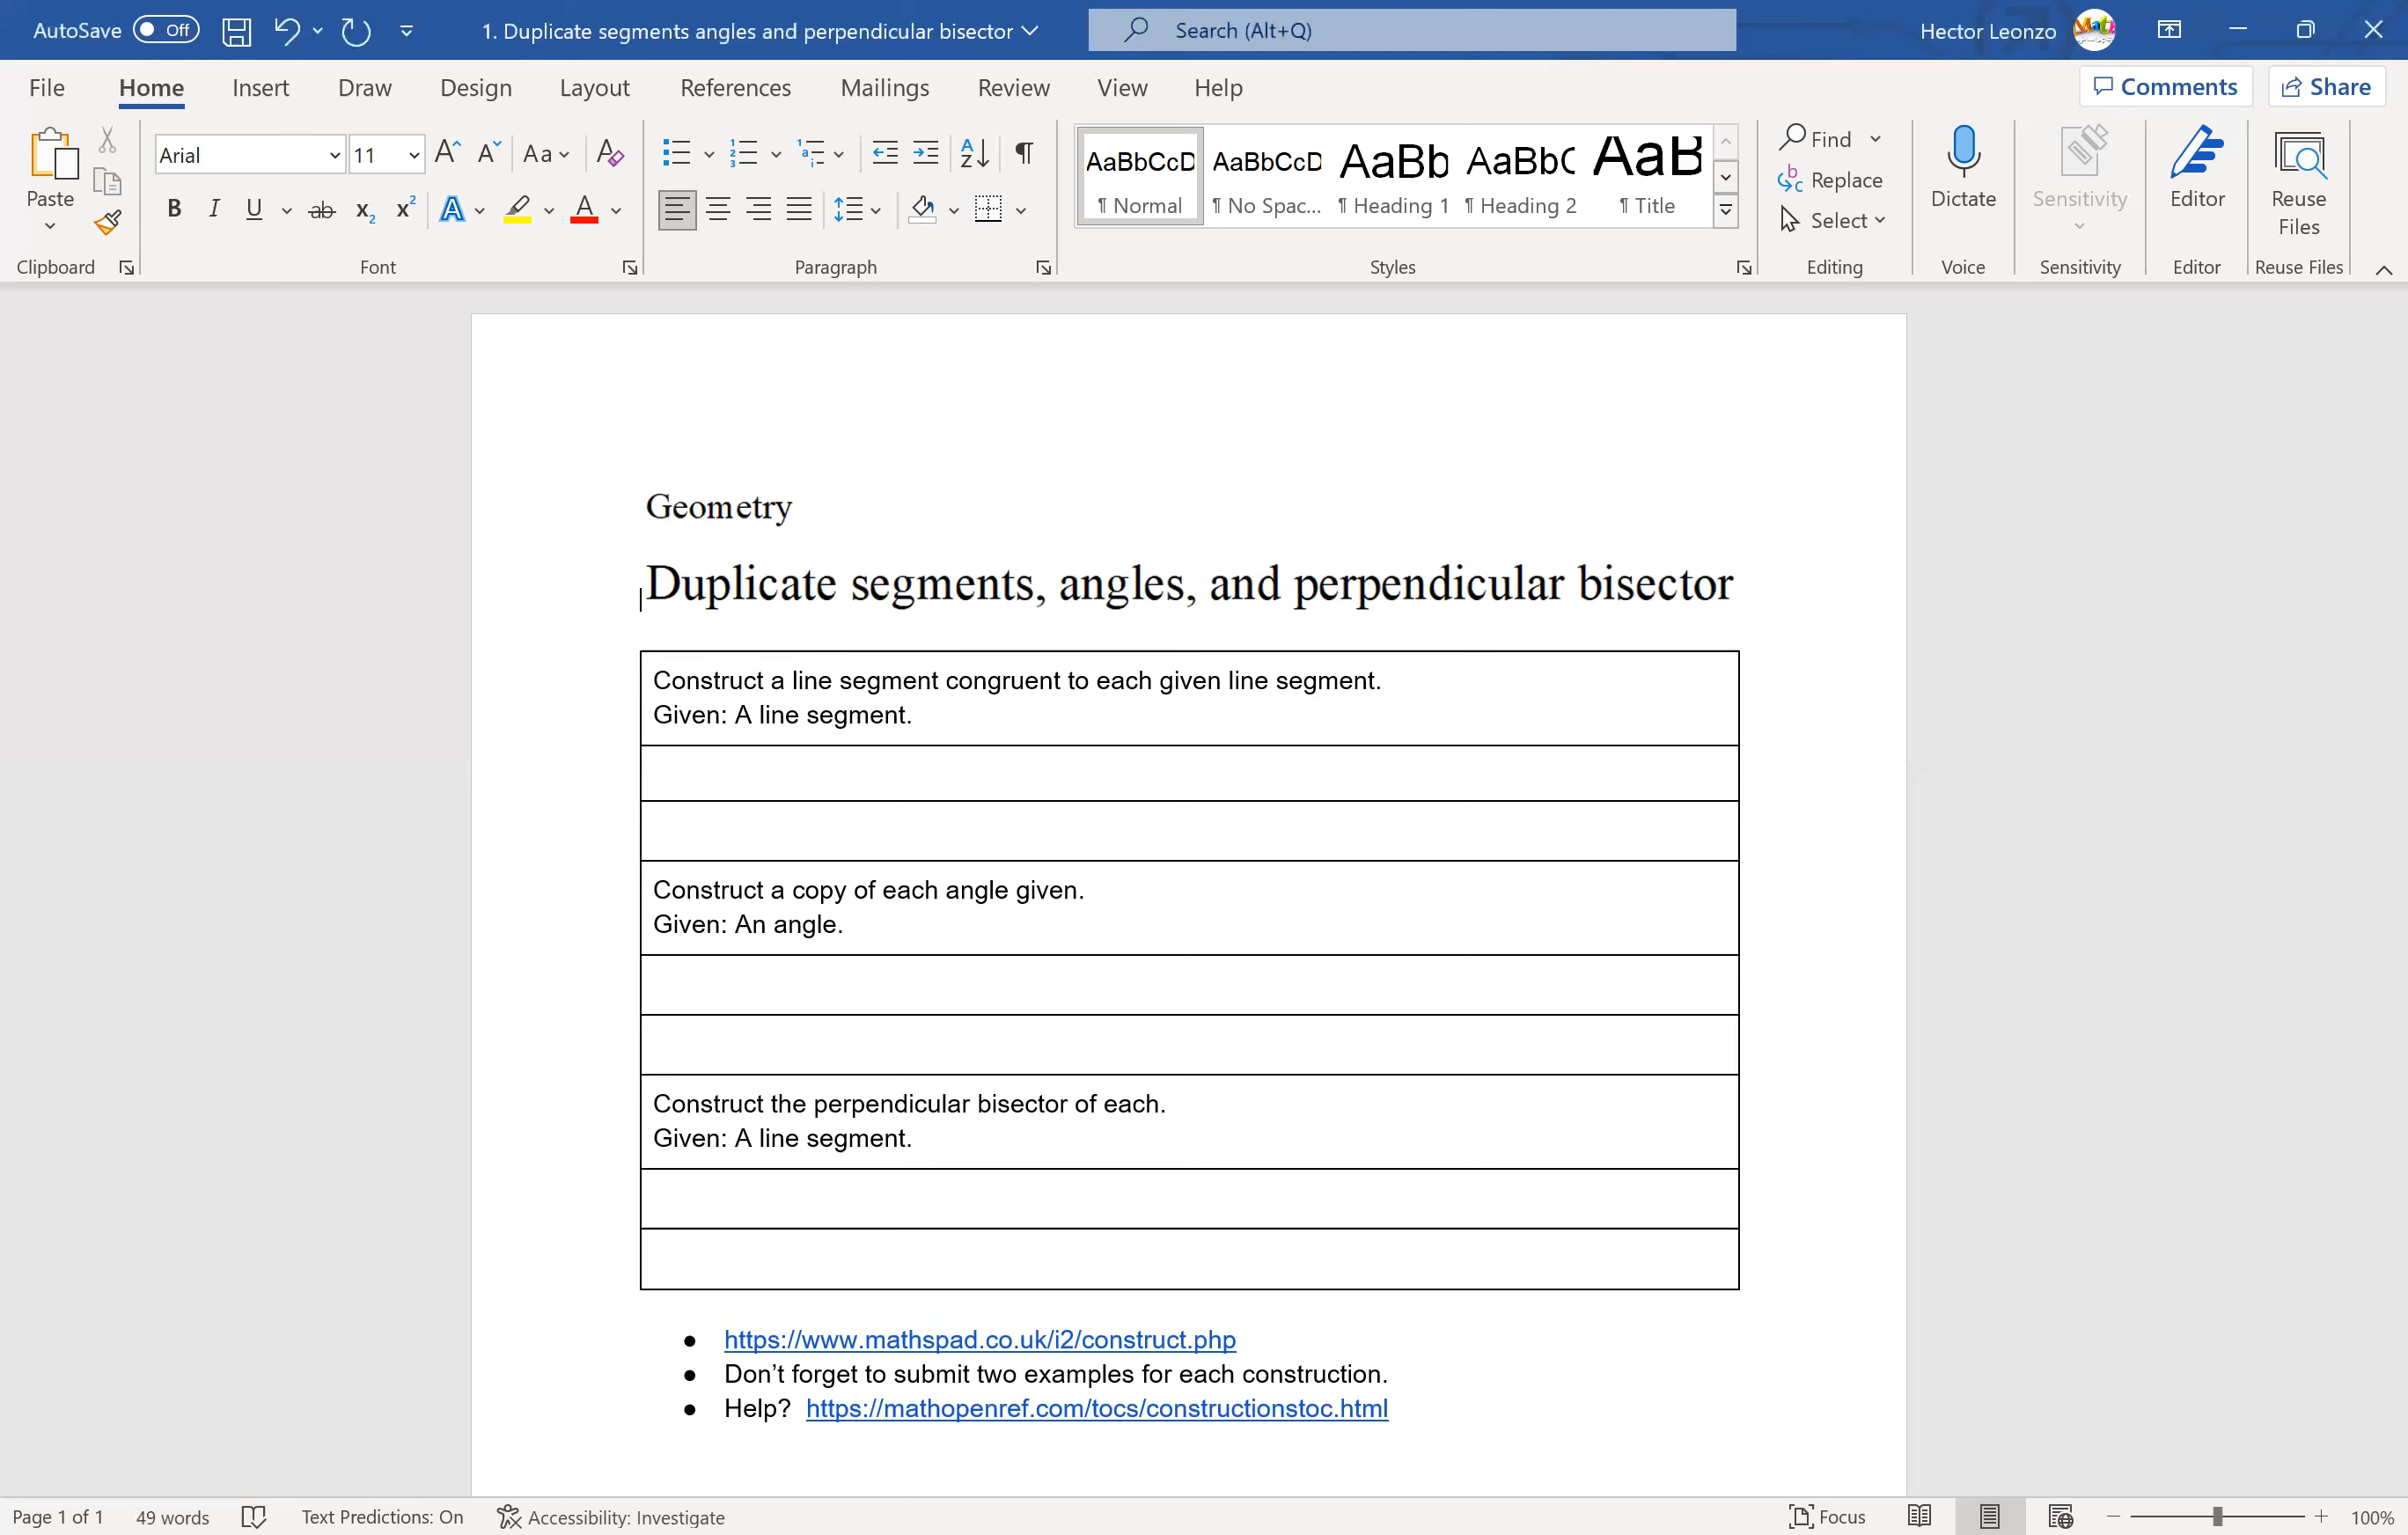 AutoSave Off 1. Duplicate segments angles and perpendicular bisector Search (Alt+Q) Hector Leonzo
File Home Insert Draw Design Layout References Mailings Review View Help Comments Share
Paste Arial 11 Aa AaBbCcD AaBbCcD AaBb AaBbC AaB Find
Replace
Select
¶ Normal ¶ No Spac... ¶ Heading 1 ¶ Heading 2 ¶ Title
Dictate Sensitivity Editor Reuse Files
Clipboard Font Paragraph Styles Editing Voice Sensitivity Editor Reuse Files
Geometry
Duplicate segments, angles, and perpendicular bisector
Construct a line segment congruent to each given line segment.
Given: A line segment.
Construct a copy of each angle given.
Given: An angle.
Construct the perpendicular bisector of each.
Given: A line segment.
● https://www.mathspad.co.uk/i2/construct.php
● Don’t forget to submit two examples for each construction.
● Help? https://mathopenref.com/tocs/constructionstoc.html
Page 1 of 1 49 words Text Predictions: On Accessibility: Investigate Focus 100%